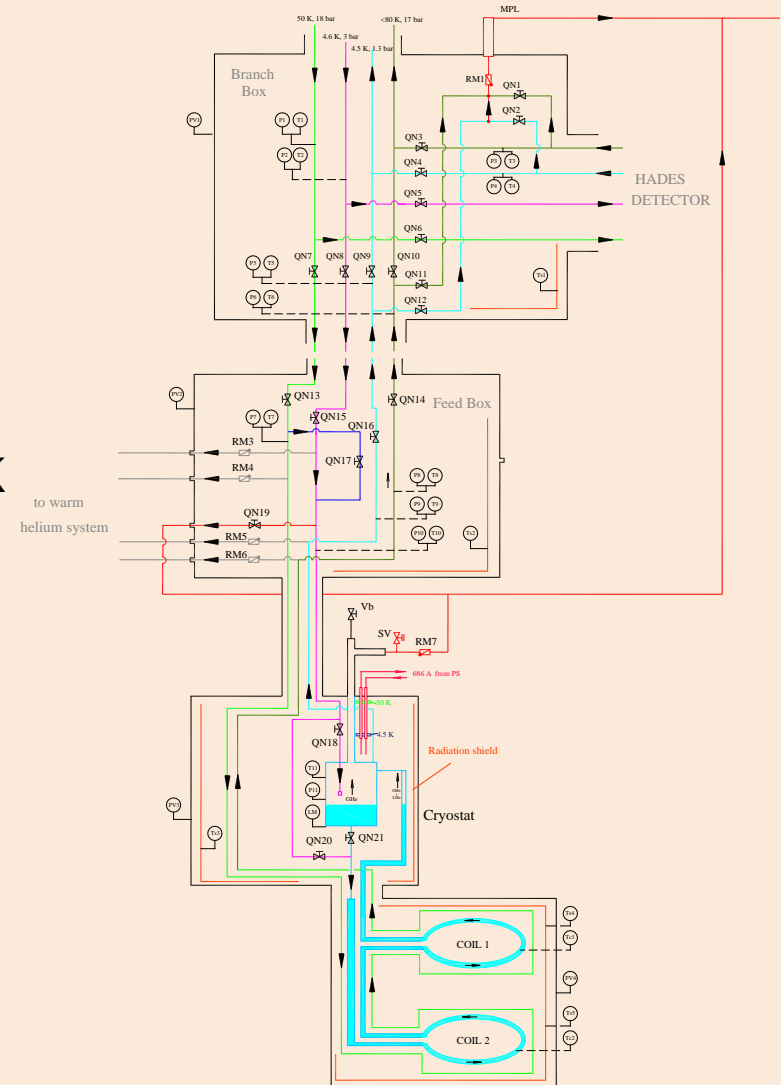 MPL
50 K, 18 bar
<80 K, 17 bar
4.6 K, 3 bar
4.5 K, 1.3 bar
Branch
Box
RM1
QN1
QN2
PV1
P1
T1
P2
T2
QN3
P3
T3
QN4
P4
T4
HADES
DETECTOR
QN5
QN6
QN7
QN8
QN9
QN10
P5
T5
QN11
Ts1
P6
T6
QN12
PV2
QN13
QN14
Feed Box
P7
T7
QN15
QN16
RM3
QN17
RM4
P8
T8
K
to warm
helium system
P9
T9
QN19
P10
T10
Ts2
RM5
RM6
Vb
SV
RM7
686 A from PS
50 K
4.5 K
QN18
Radiation shield
T11
P11
GHe
LM
PV3
Ts3
Cryostat
QN20
QN21
COIL 1
Ts4
Tc1
PV4
COIL 2
Ts5
Tc2